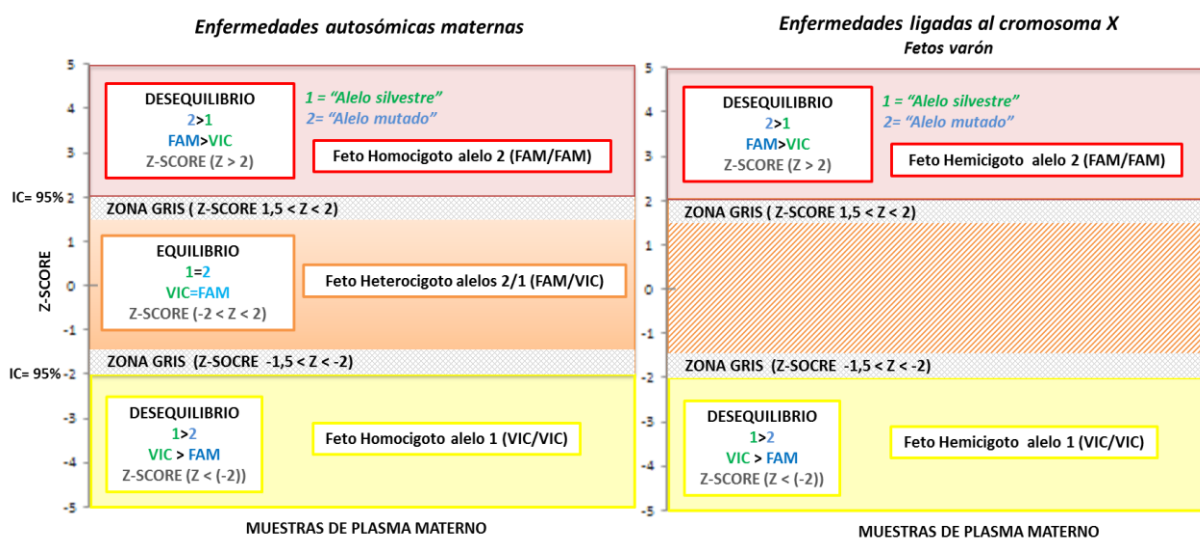 Enfermedades autosómicas maternas
5
4
3
2
1
0
-1
-2
-3
-4
-5
IC= 95%
IC= 95%
Z-SCORE
DESEQUILIBRIO
2>1
FAM>VIC
Z-SCORE (Z > 2)
1 = “Alelo silvestre”
2= “Alelo mutado”
Feto Homocigoto alelo 2 (FAM/FAM)
ZONA GRIS ( Z-SCORE 1,5 < Z < 2)
EQUILIBRIO
1=2
VIC=FAM
Z-SCORE (-2 < Z < 2)
Feto Heterocigoto alelos 2/1 (FAM/VIC)
ZONA GRIS (Z-SOCRE -1,5 < Z < -2)
DESEQUILIBRIO
1>2
VIC > FAM
Z-SCORE (Z < (-2))
Feto Homocigoto alelo 1 (VIC/VIC)
MUESTRAS DE PLASMA MATERNO
Enfermedades ligadas al cromosoma X
Fetos varón
5
4
3
2
1
0
-1
-2
-3
-4
-5
DESEQUILIBRIO
2>1
FAM>VIC
Z-SCORE (Z > 2)
1 = “Alelo silvestre”
2= “Alelo mutado”
Feto Hemicigoto alelo 2 (FAM/FAM)
ZONA GRIS ( Z-SCORE 1,5 < Z < 2)
ZONA GRIS (Z-SOCRE -1,5 < Z < -2)
DESEQUILIBRIO
1>2
VIC > FAM
Z-SCORE (Z < (-2))
Feto Hemicigoto alelo 1 (VIC/VIC)
MUESTRAS DE PLASMA MATERNO